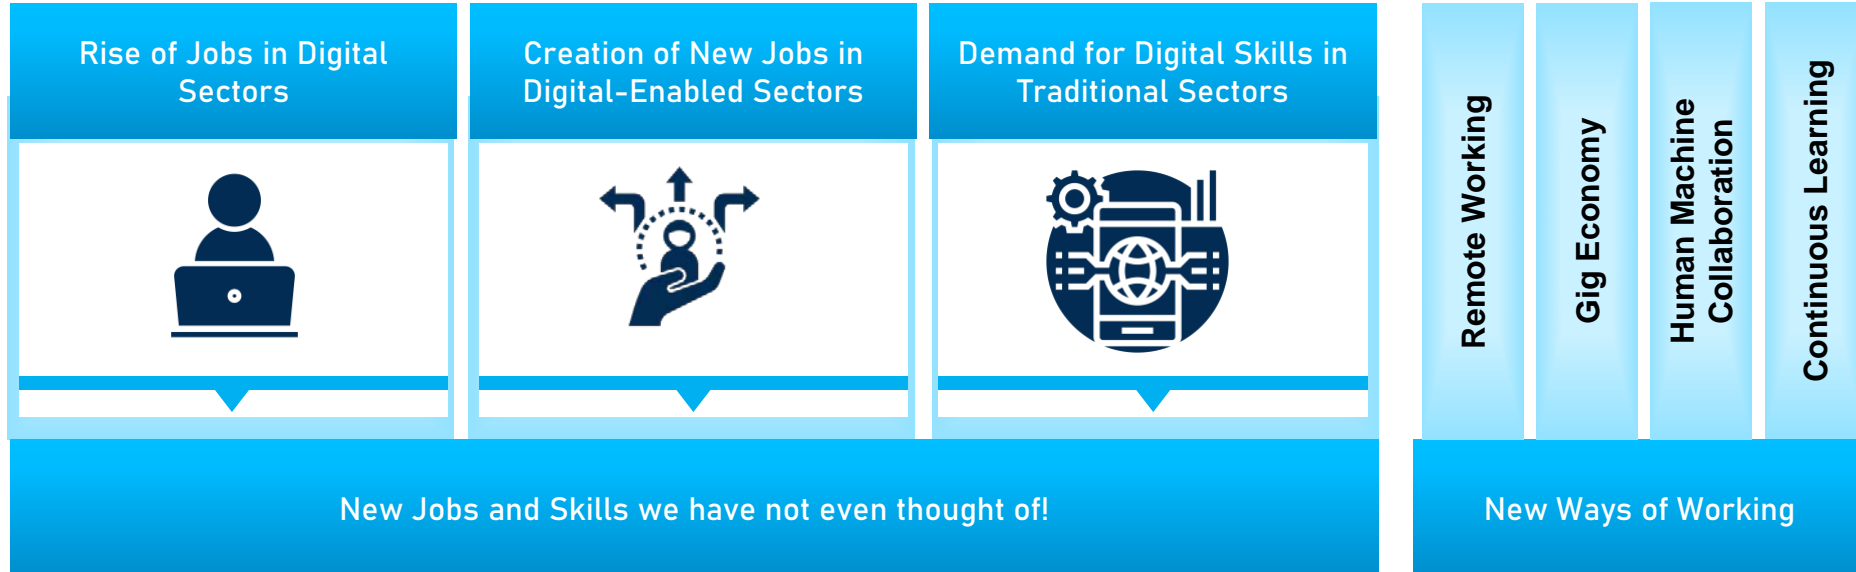 Rise of Jobs in Digital
Sectors
Creation of New Jobs in
Digital-Enabled Sectors
Demand for Digital Skills in
Traditional Sectors
New Jobs and Skills we have not even thought of!
Remote Working
Gig Economy
Human Machine
Collaboration
Continuous Learning
New Ways of Working